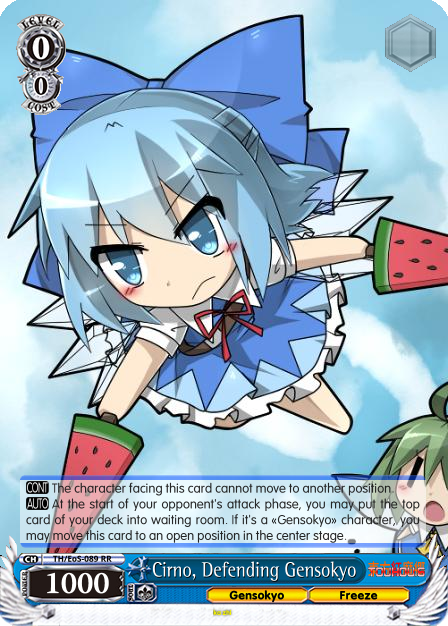 LEVEL
0
0
COST
CONT The character facing this card cannot move to another position.
AUTO At the start of your opponent's attack phase, you may put the top
card of your deck into waiting room. If it's a «Gensokyo» character, you
may move this card to an open position in the center stage.
CH TH/EoS-089 RR
POWER 1000 SOUL Cirno, Defending Gensokyo
Gensokyo Freeze